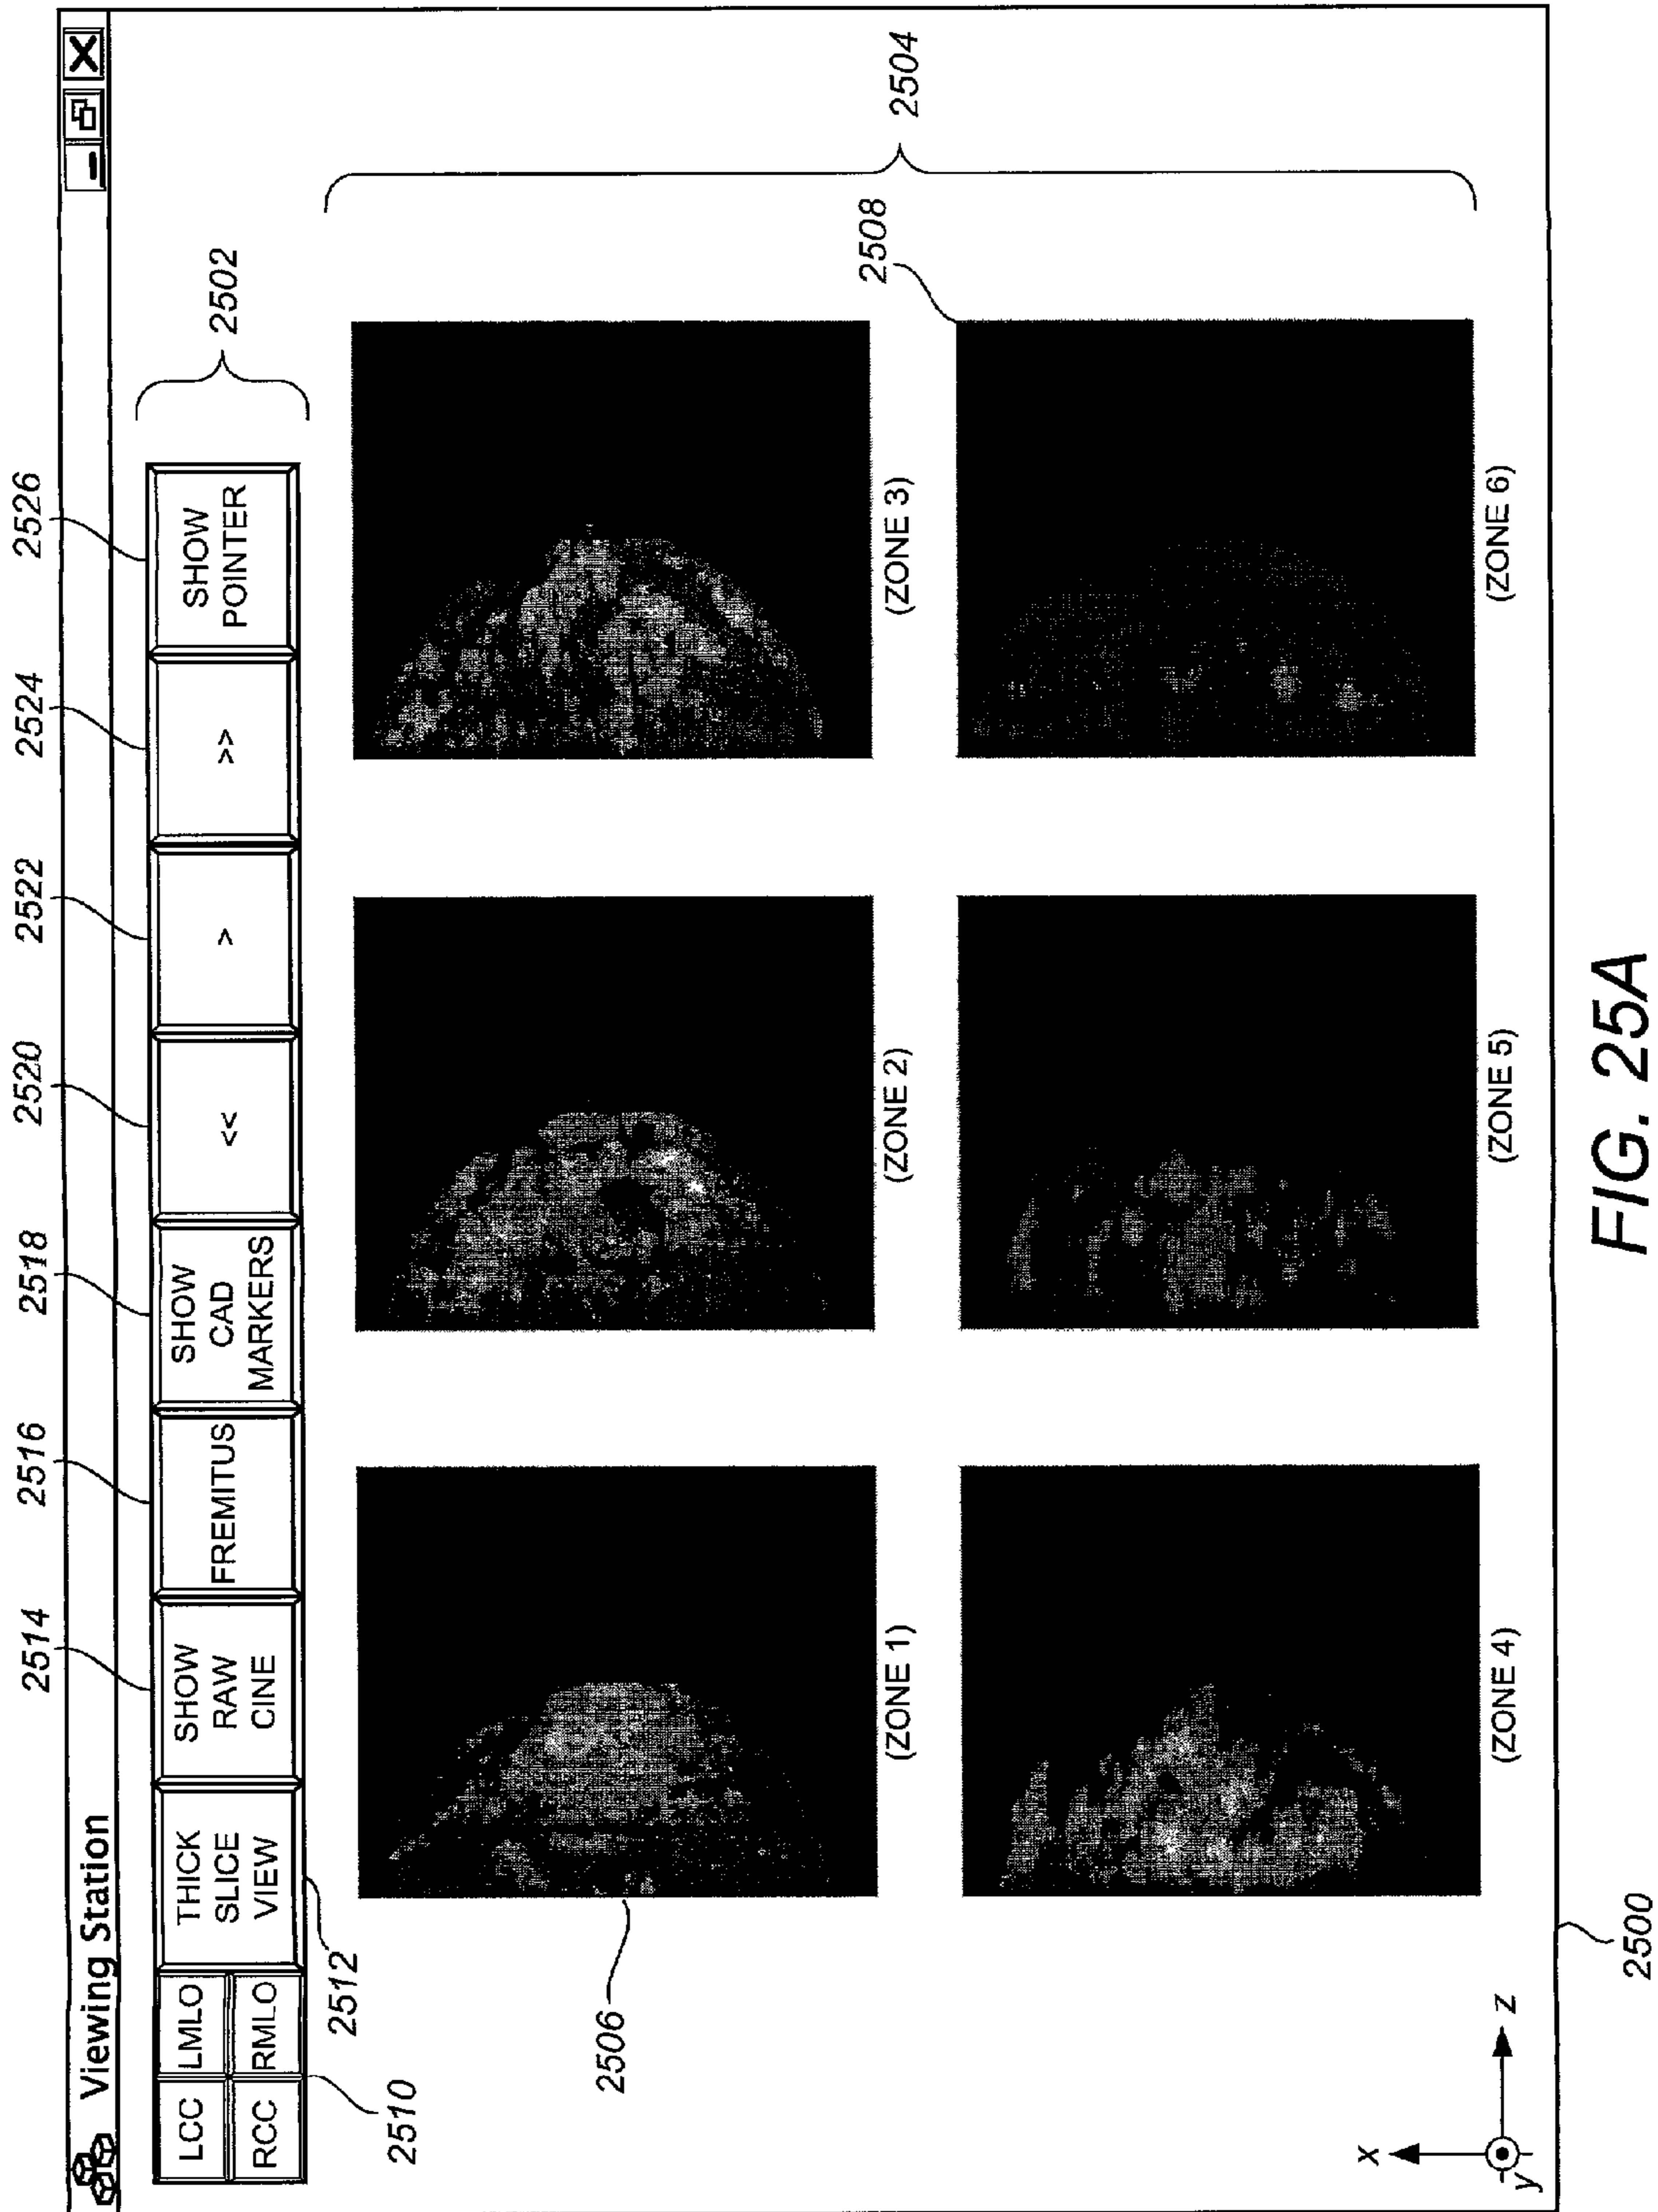 Viewing Station
2514
2516
2518
2520
2522
2524
2526
LCC
LMLO
RCC
RMLO
THICK
SLICE
VIEW
SHOW
RAW
CINE
FREMITUS
SHOW
CAD
MARKERS
<<
>
>>
SHOW
POINTER
2502
2510
2512
2506
(ZONE 1)
(ZONE 2)
(ZONE 3)
2508
2504
(ZONE 4)
(ZONE 5)
(ZONE 6)
x
y
z
2500
FIG. 25A